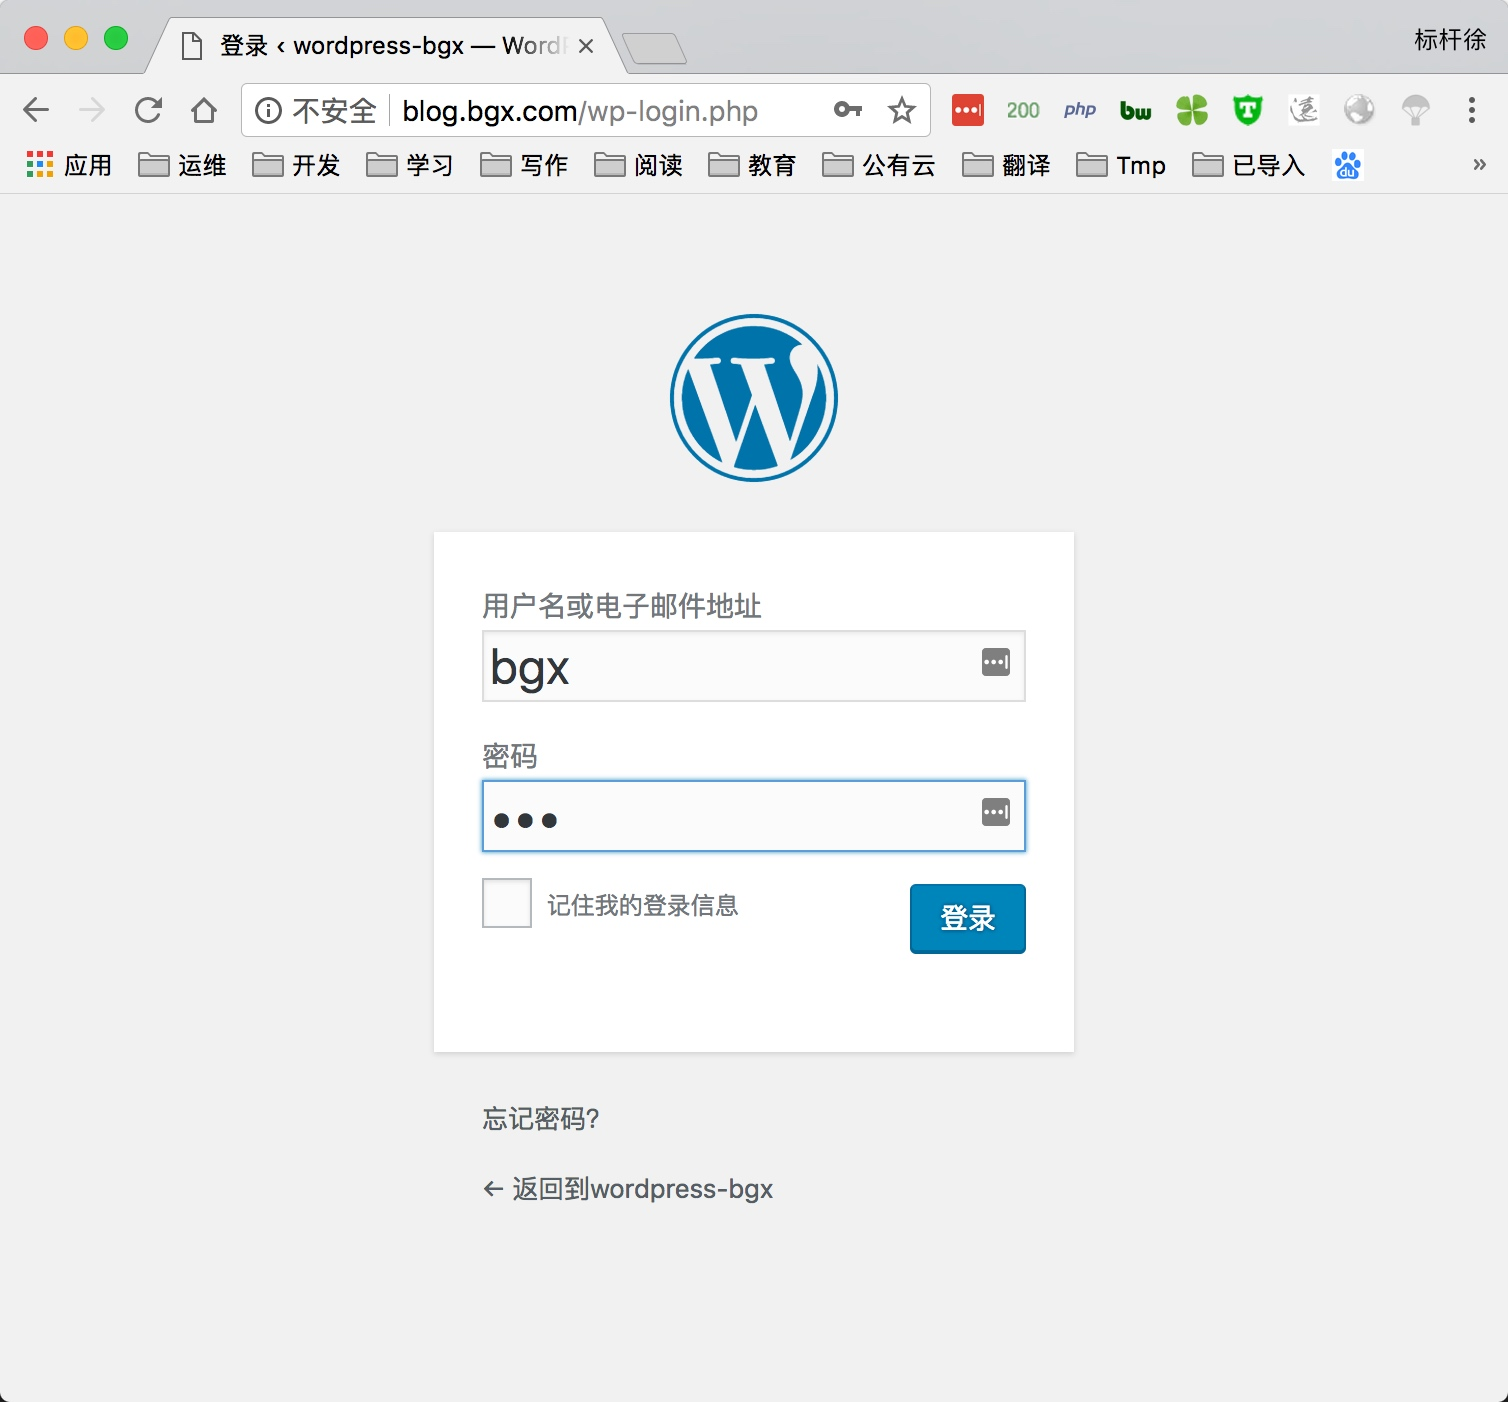 登录 ‹ wordpress-bgx — WordP
标杆徐
不安全 blog.bgx.com/wp-login.php
200 php bw T 遠
应用 运维 开发 学习 写作 阅读 教育 公有云 翻译 Tmp 已导入 du »
用户名或电子邮件地址
bgx
密码
●●●
记住我的登录信息
登录
忘记密码?
← 返回到wordpress-bgx